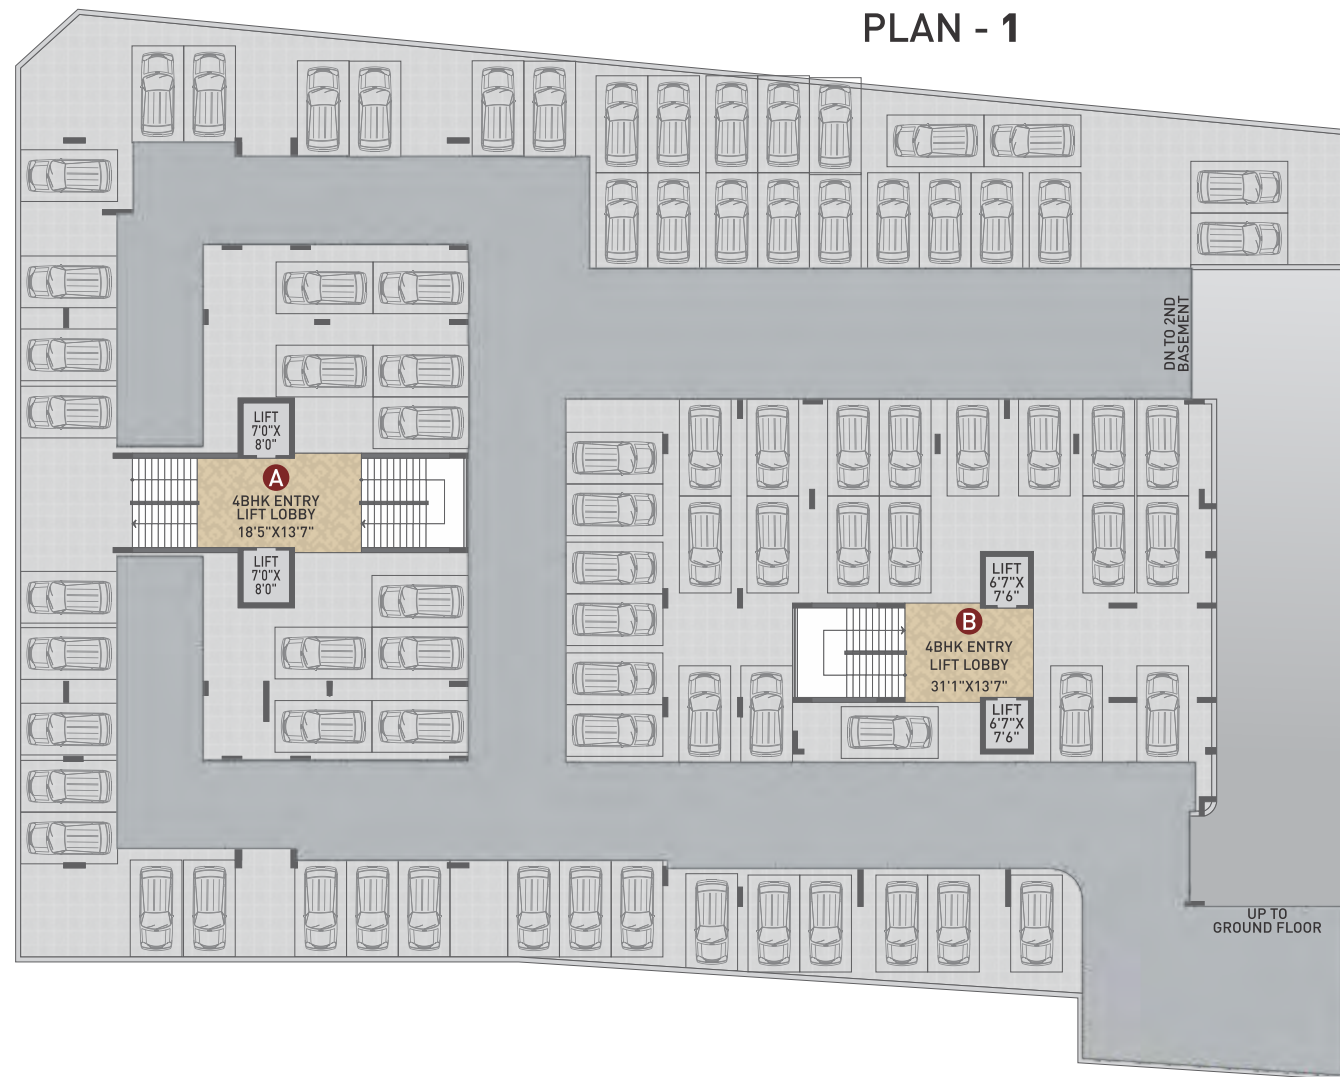 PLAN - 1
DN TO 2ND
BASEMENT
LIFT
7'0"X
8'0"
A
4BHK ENTRY
LIFT LOBBY
18'5"X13'7"
LIFT
7'0"X
8'0"
LIFT
6'7"X
7'6"
B
4BHK ENTRY
LIFT LOBBY
31'1"X13'7"
LIFT
6'7"X
7'6"
UP TO
GROUND FLOOR